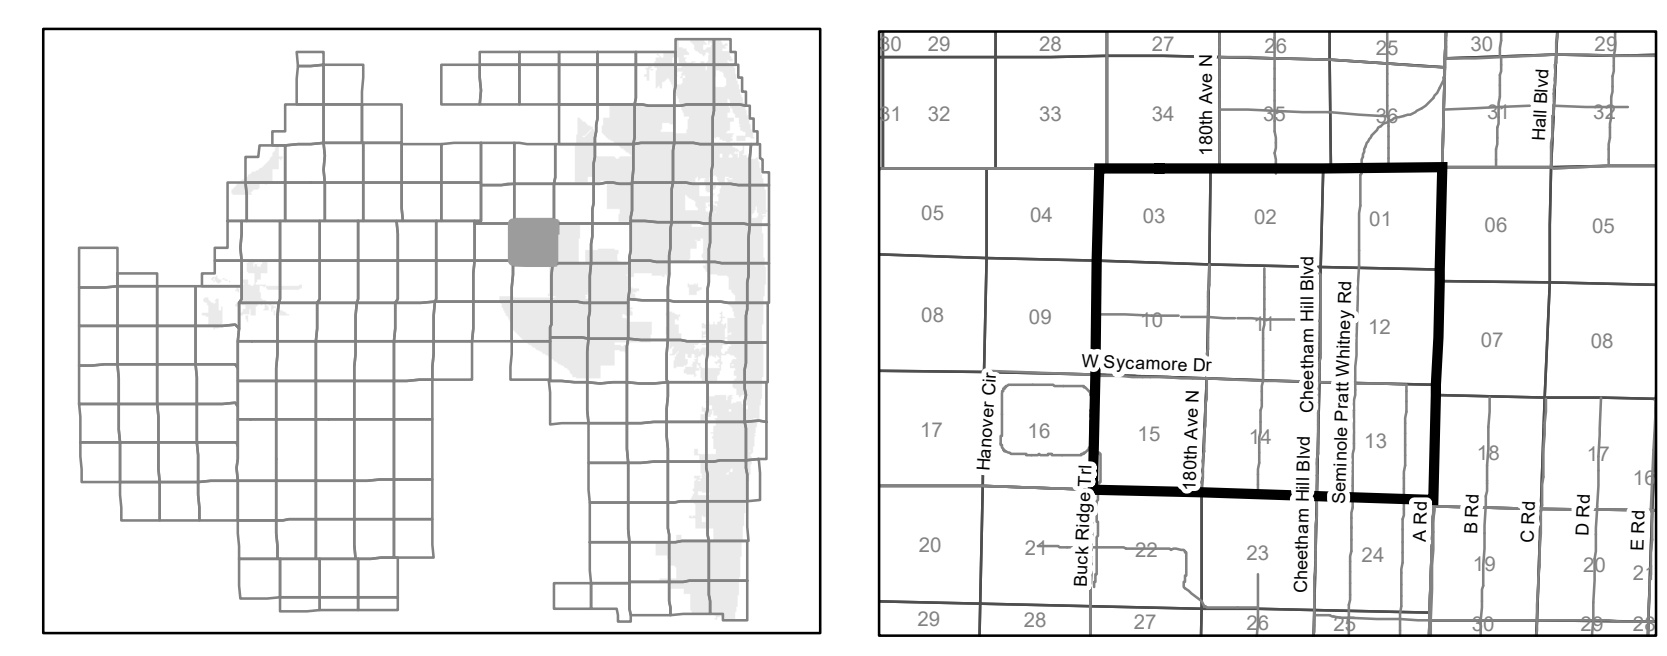 30 29 28 27 26 25 30 29
180th Ave N
Hall Blvd
31 32 33 34 35 36 31 32
05 04 03 02 01 06 05
Cheetham Hill Blvd
Seminole Pratt Whitney Rd
08 09 10 11 12 07 08
W Sycamore Dr
Hanover Cir
180th Ave N
17 16 15 14 13 18 17 16
Buck Ridge Trl
Cheetham Hill Blvd
A Rd
B Rd
C Rd
D Rd
E Rd
20 21 22 23 24 19 20 21
29 28 27 26 25 30 29 28